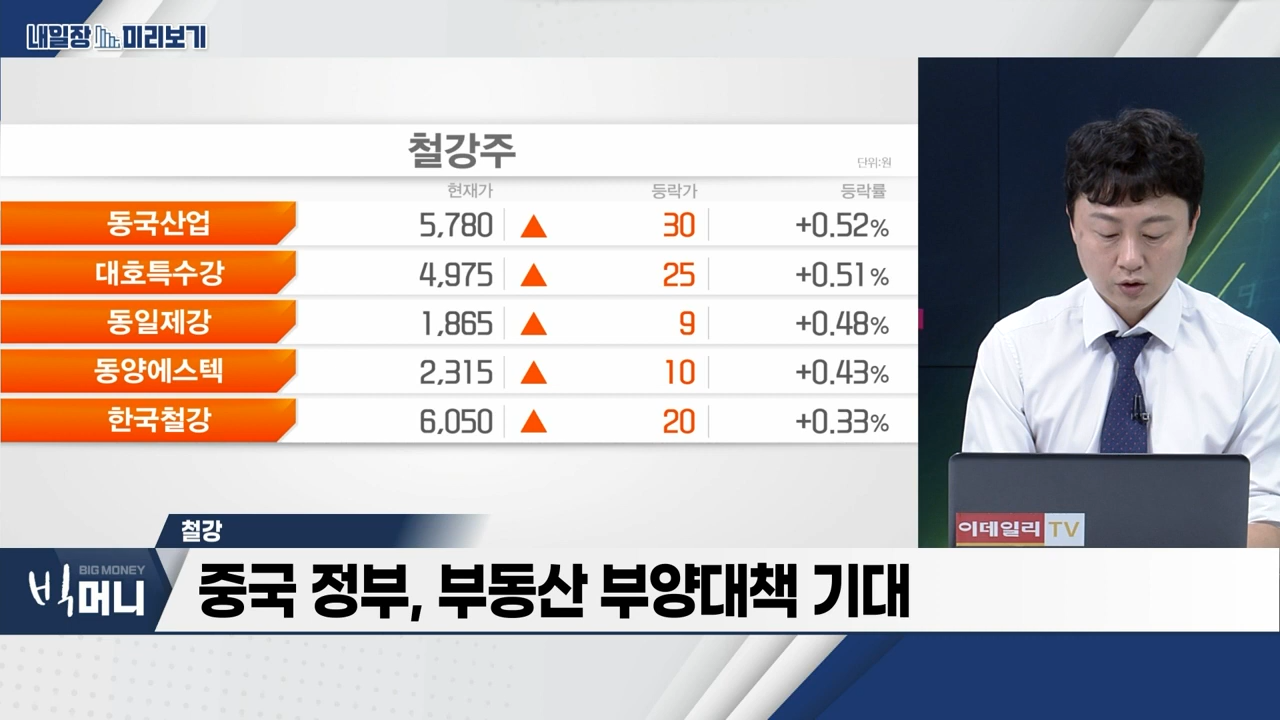 내일장 미리보기
철강주
단위:원
현재가 등락가 등락률
동국산업 5,780 ▲ 30 +0.52%
대호특수강 4,975 ▲ 25 +0.51%
동일제강 1,865 ▲ 9 +0.48%
동양에스텍 2,315 ▲ 10 +0.43%
한국철강 6,050 ▲ 20 +0.33%
이데일리 TV
철강
BIG MONEY
빅머니
중국 정부, 부동산 부양대책 기대